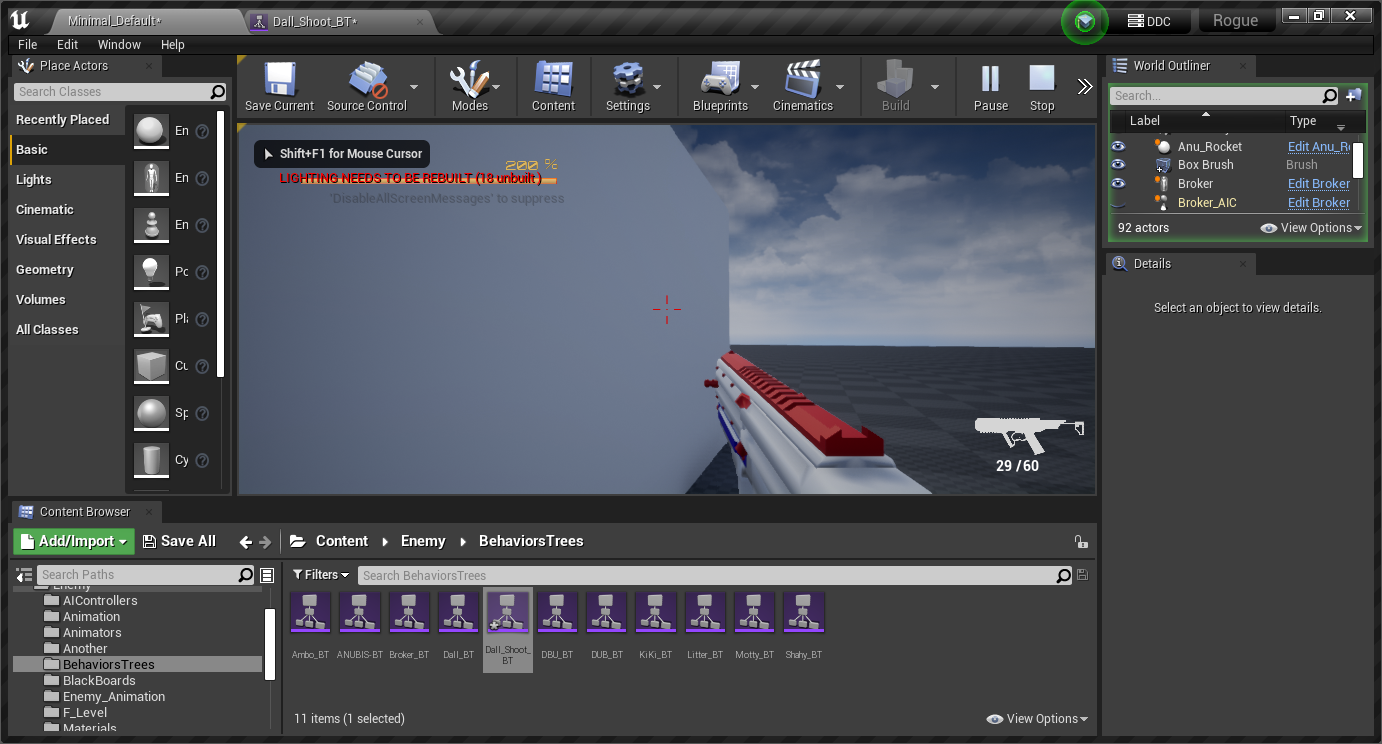 Minimal_Default*
Dall_Shoot_BT*
DDC
Rogue
File Edit Window Help
Place Actors
Search Classes
Recently Placed
Basic
Lights
Cinematic
Visual Effects
Geometry
Volumes
All Classes
En
En
En
Po
Pla
Cu
Sp
Cy
Save Current
Source Control
Modes
Content
Settings
Blueprints
Cinematics
Build
Pause
Stop
Shift+F1 for Mouse Cursor
200 %
LIGHTING NEEDS TO BE REBUILT (18 unbuilt)
'DisableAllScreenMessages' to suppress
29 / 60
World Outliner
Search...
Label Type
Anu_Rocket Edit Anu_R
Box Brush Brush
Broker Edit Broker
Broker_AIC Edit Broker
92 actors View Options
Details
Select an object to view details.
Content Browser
Add/Import Save All Content Enemy BehaviorsTrees
Search Paths
Filters Search BehaviorsTrees
Enemy
AIControllers
Animation
Animators
Another
BehaviorsTrees
BlackBoards
Enemy_Animation
F_Level
Materials
Ambo_BT
ANUBIS-BT
Broker_BT
Dall_BT
Dall_Shoot_
BT
DBU_BT
DUB_BT
KiKi_BT
Litter_BT
Motty_BT
Shahy_BT
11 items (1 selected) View Options